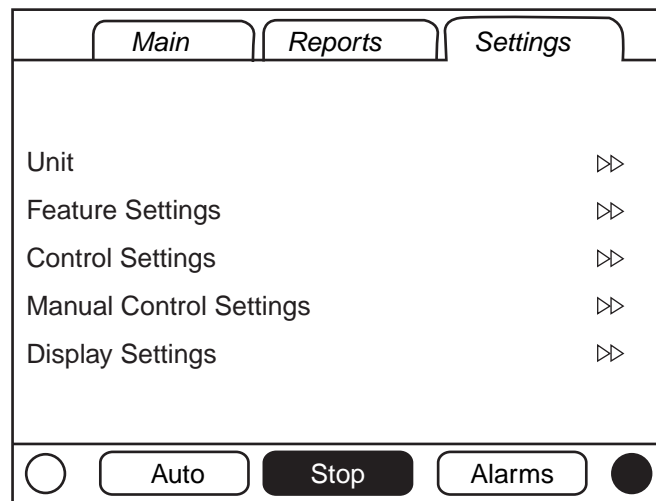 Main Reports Settings
Unit
Feature Settings
Control Settings
Manual Control Settings
Display Settings
Auto Stop Alarms